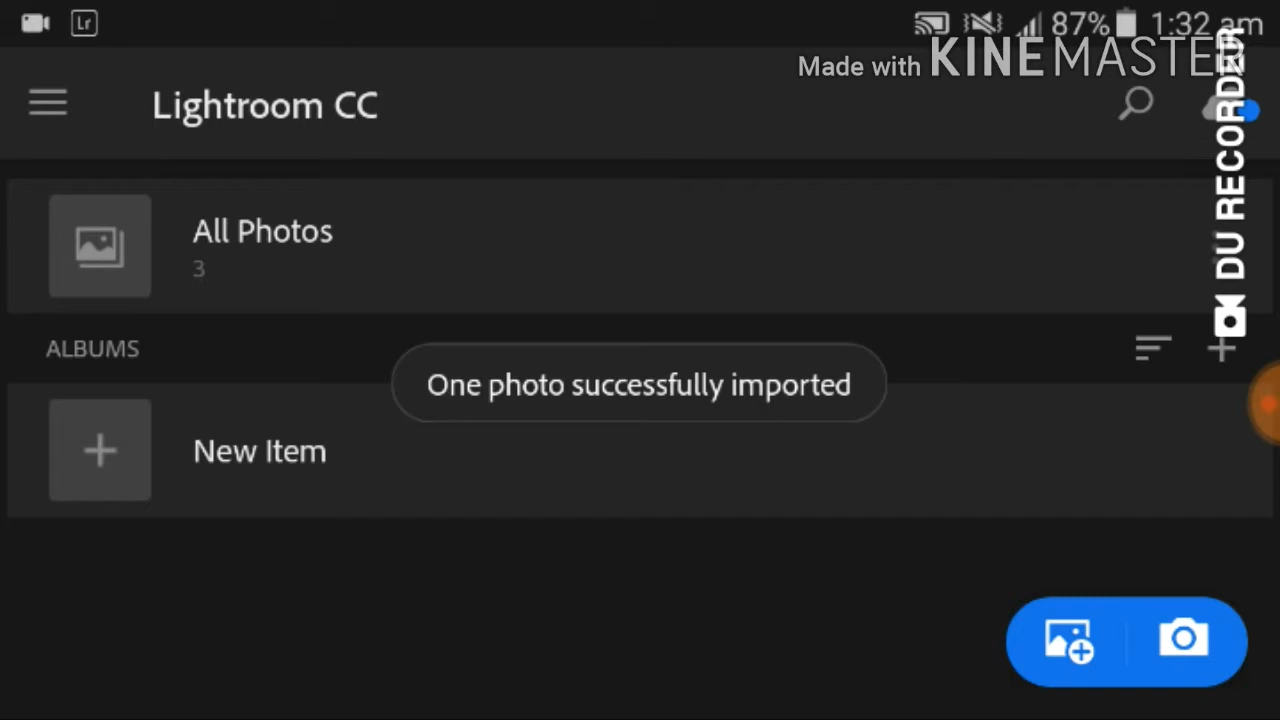 Lr
87% 1:32 am
Made with KINEMASTER
Lightroom CC
DU RECORDER
All Photos
3
ALBUMS
One photo successfully imported
New Item